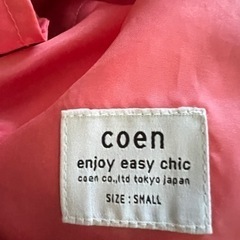 coen
enjoy easy chic
coen co.,ltd tokyo japan
SIZE : SMALL